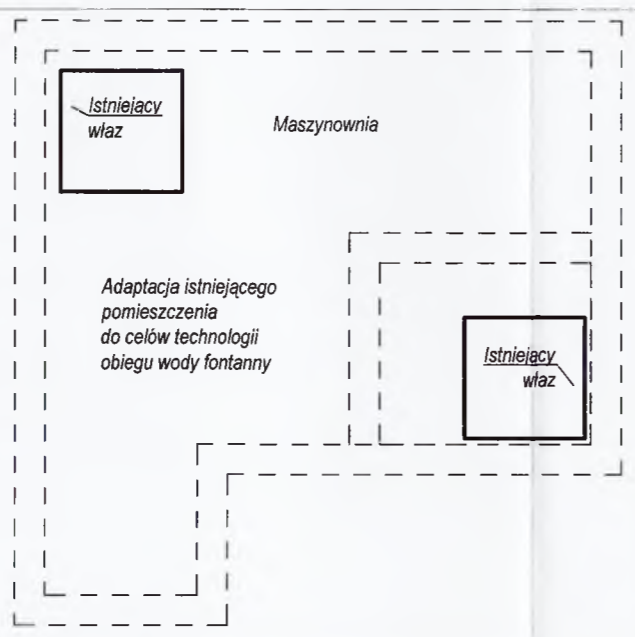 Istniejący
właz
Maszynownia
Adaptacja istniejącego
pomieszczenia
do celów technologii
obiegu wody fontanny
Istniejący
właz